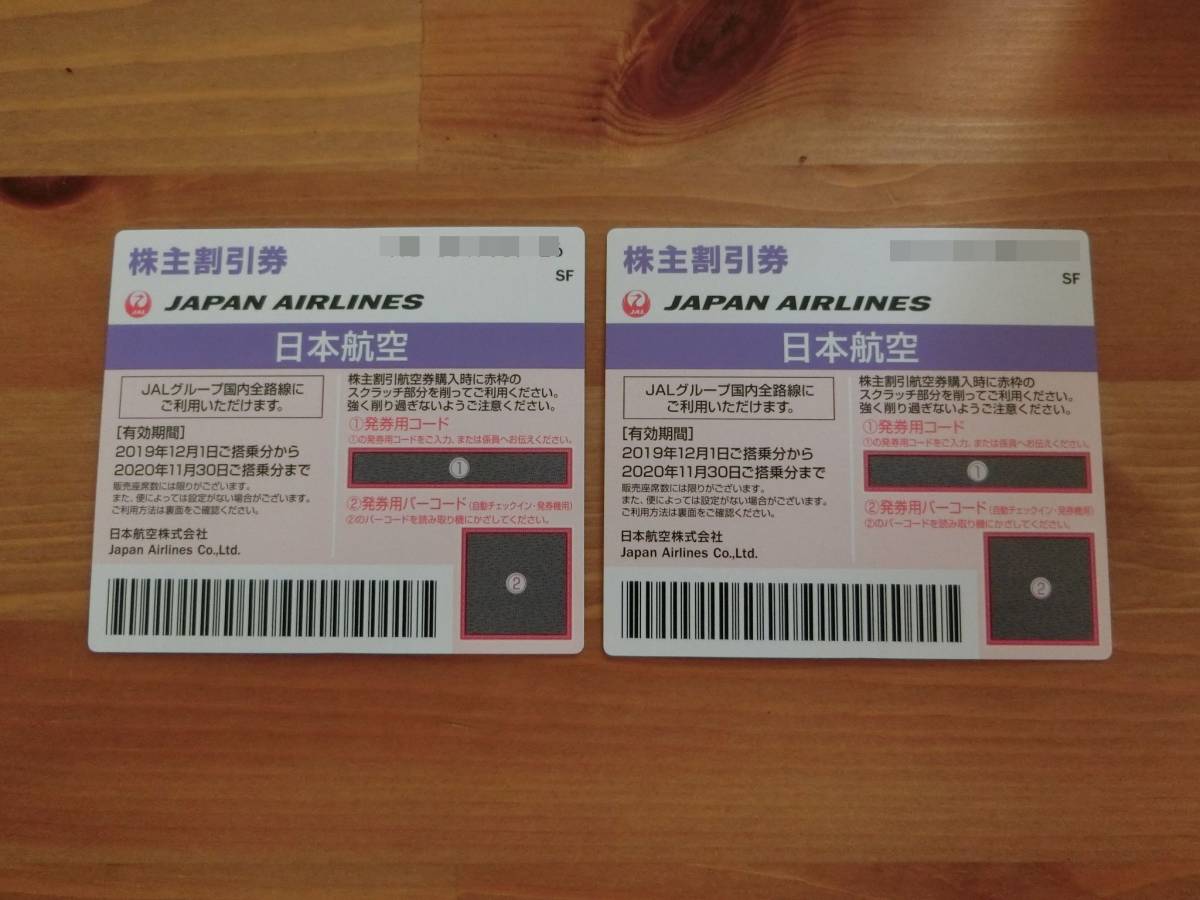 株主割引券
SF
JAL
JAPAN AIRLINES
日本航空
JALグループ国内全路線に
ご利用いただけます。
[有効期間]
2019年12月1日ご搭乗分から
2020年11月30日ご搭乗分まで
販売座席数には限りがございます。
また、便によっては設定がない場合がございます。
ご利用方法は裏面をご確認ください。
日本航空株式会社
Japan Airlines Co.,Ltd.
株主割引航空券購入時に赤枠の
スクラッチ部分を削ってご利用ください。
強く削り過ぎないようご注意ください。
①発券用コード
①の発券用コードをご入力、または係員へお伝えください。
①
②発券用バーコード(自動チェックイン・発券機用)
②のバーコードを読み取り機にかざしてください。
②
株主割引券
SF
JAL
JAPAN AIRLINES
日本航空
JALグループ国内全路線に
ご利用いただけます。
[有効期間]
2019年12月1日ご搭乗分から
2020年11月30日ご搭乗分まで
販売座席数には限りがございます。
また、便によっては設定がない場合がございます。
ご利用方法は裏面をご確認ください。
日本航空株式会社
Japan Airlines Co.,Ltd.
株主割引航空券購入時に赤枠の
スクラッチ部分を削ってご利用ください。
強く削り過ぎないようご注意ください。
①発券用コード
①の発券用コードをご入力、または係員へお伝えください。
①
②発券用バーコード(自動チェックイン・発券機用)
②のバーコードを読み取り機にかざしてください。
②